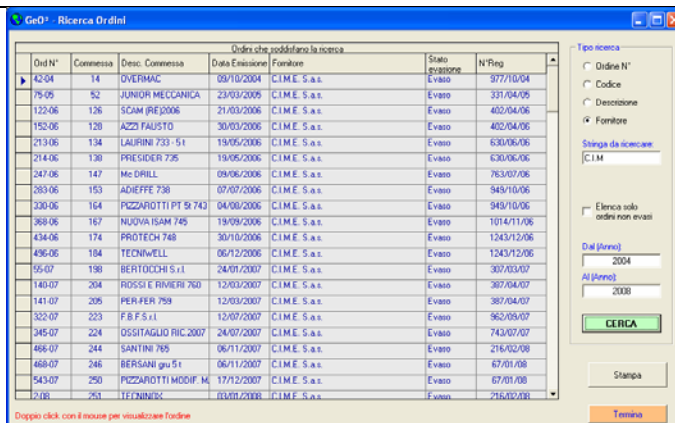 GeO³ - Ricerca Ordini
Ordini che soddisfano la ricerca
Ord N° Commessa Desc. Commessa Data Emissione Fornitore Stato evasione N°Reg
42-04 14 OVERMAC 09/10/2004 C.I.M.E. S.a.s. Evaso 977/10/04
75-05 52 JUNIOR MECCANICA 23/03/2005 C.I.M.E. S.a.s. Evaso 331/04/05
122-06 126 SCAM (RE)2006 21/03/2006 C.I.M.E. S.a.s. Evaso 402/04/06
152-06 128 AZZI FAUSTO 30/03/2006 C.I.M.E. S.a.s. Evaso 402/04/06
213-06 134 LAURINI 733 - 5 t 19/05/2006 C.I.M.E. S.a.s. Evaso 630/06/06
214-06 138 PRESIDER 735 19/05/2006 C.I.M.E. S.a.s. Evaso 630/06/06
247-06 147 Mc DRILL 09/06/2006 C.I.M.E. S.a.s. Evaso 763/07/06
283-06 153 ADIEFFE 738 07/07/2006 C.I.M.E. S.a.s. Evaso 949/10/06
330-06 164 PIZZAROTTI PT 5t 743 04/08/2006 C.I.M.E. S.a.s. Evaso 949/10/06
368-06 167 NUOVA ISAM 745 19/09/2006 C.I.M.E. S.a.s. Evaso 1014/11/06
434-06 174 PROTECH 748 30/10/2006 C.I.M.E. S.a.s. Evaso 1243/12/06
496-06 184 TECNIWELL 06/12/2006 C.I.M.E. S.a.s. Evaso 1243/12/06
55-07 198 BERTOCCHI S.r.l. 24/01/2007 C.I.M.E. S.a.s. Evaso 307/03/07
140-07 204 ROSSI E RIVIERI 760 12/03/2007 C.I.M.E. S.a.s. Evaso 387/04/07
141-07 205 PER-FER 759 12/03/2007 C.I.M.E. S.a.s. Evaso 387/04/07
322-07 223 F.B.F.S.r.l. 12/07/2007 C.I.M.E. S.a.s. Evaso 962/09/07
345-07 224 OSSITAGLIO RIC.2007 24/07/2007 C.I.M.E. S.a.s. Evaso 743/07/07
466-07 244 SANTINI 765 06/11/2007 C.I.M.E. S.a.s. Evaso 216/02/08
468-07 246 BERSANI gru 5 t 06/11/2007 C.I.M.E. S.a.s. Evaso 67/01/08
543-07 250 PIZZAROTTI MODIF. M. 17/12/2007 C.I.M.E. S.a.s. Evaso 67/01/08
2-08 251 TECNINOX 03/01/2008 C.I.M.E. S.a.s. Evaso 216/02/08
Doppio click con il mouse per visualizzare l'ordine
Tipo ricerca
Ordine N°
Codice
Descrizione
Fornitore
Stringa da ricercare:
C.I.M
Elenca solo
ordini non evasi
Dal (Anno):
2004
Al (Anno):
2008
CERCA
Stampa
Termina